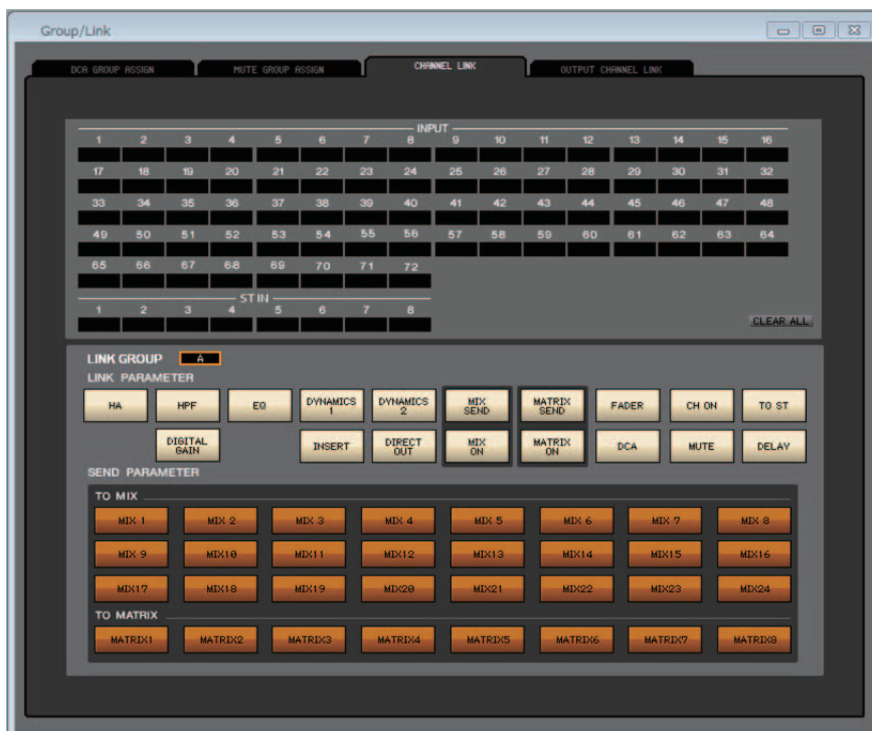 Group/Link
DCA GROUP ASSIGN MUTE GROUP ASSIGN CHANNEL LINK OUTPUT CHANNEL LINK
INPUT
1 2 3 4 5 6 7 8 9 10 11 12 13 14 15 16
17 18 19 20 21 22 23 24 25 26 27 28 29 30 31 32
33 34 35 36 37 38 39 40 41 42 43 44 45 46 47 48
49 50 51 52 53 54 55 56 57 58 59 60 61 62 63 64
65 66 67 68 69 70 71 72
ST IN
1 2 3 4 5 6 7 8
CLEAR ALL
LINK GROUP A
LINK PARAMETER
HA HPF EQ DYNAMICS 1 DYNAMICS 2 MIX SEND MATRIX SEND FADER CH ON TO ST
DIGITAL GAIN INSERT DIRECT OUT MIX ON MATRIX ON DCA MUTE DELAY
SEND PARAMETER
TO MIX
MIX 1 MIX 2 MIX 3 MIX 4 MIX 5 MIX 6 MIX 7 MIX 8
MIX 9 MIX10 MIX11 MIX12 MIX13 MIX14 MIX15 MIX16
MIX17 MIX18 MIX19 MIX20 MIX21 MIX22 MIX23 MIX24
TO MATRIX
MATRIX1 MATRIX2 MATRIX3 MATRIX4 MATRIX5 MATRIX6 MATRIX7 MATRIX8